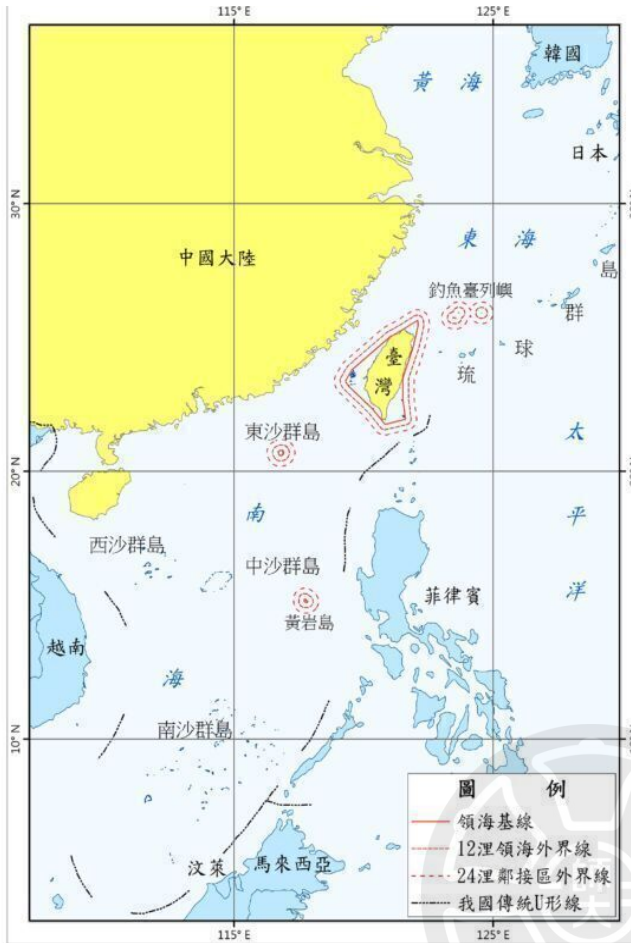 115° E
125° E
韓國
黃海
日本
30° N
東海
中國大陸
島
釣魚臺列嶼
群
球
臺灣
琉
東沙群島
太平洋
20° N
南海
西沙群島
中沙群島
黃岩島
菲律賓
越南
南沙群島
10° N
圖例
領海基線
12浬領海外界線
24浬鄰接區外界線
我國傳統U形線
汶萊
馬來西亞
115° E
125° E